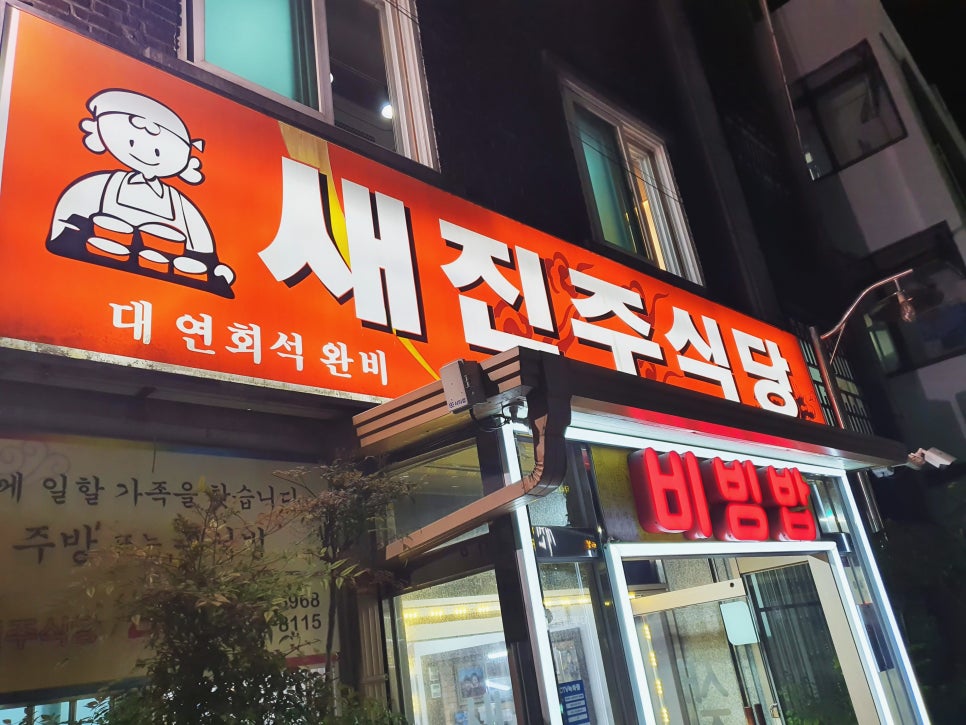 새진주식당
대연회석 완비
비빔밥
에 일할 가족을 찾습니다
주방
8968
8115